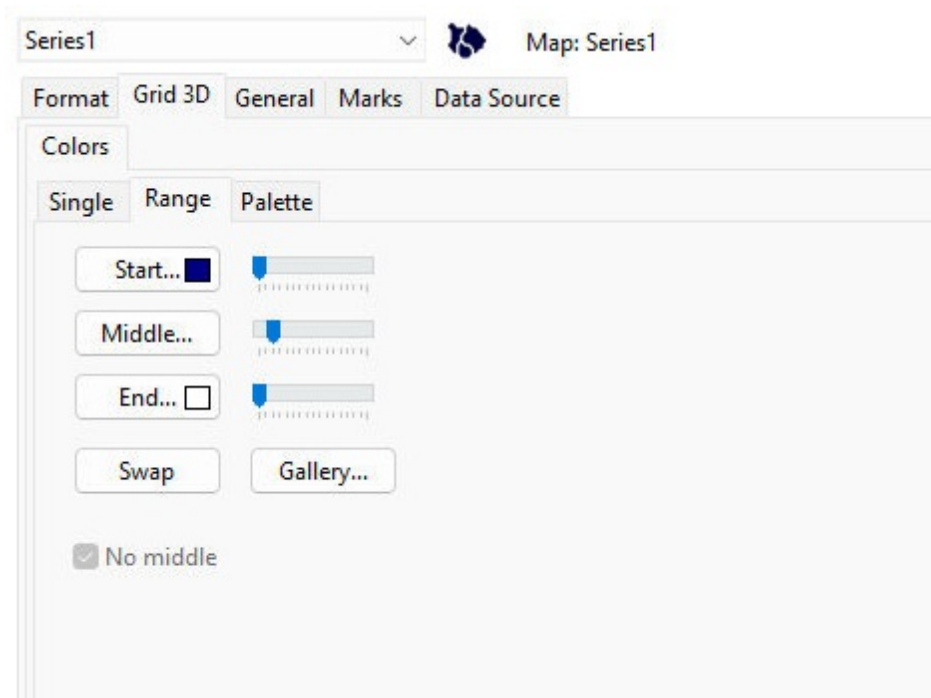 Series1 Map: Series1
Format Grid 3D General Marks Data Source
Colors
Single Range Palette
Start...
Middle...
End...
Swap Gallery...
No middle